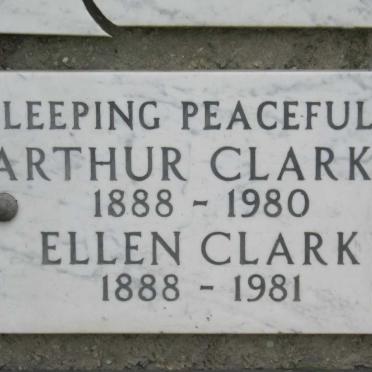 LEEPING PEACEFUL
ARTHUR CLARK
1888 - 1980
ELLEN CLARK
1888 - 1981